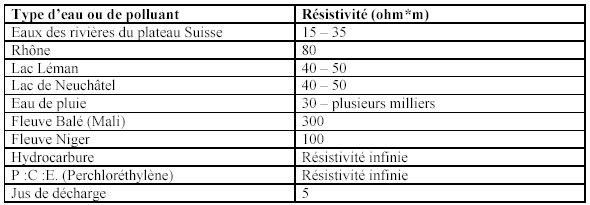 Type d'eau ou de polluant Résistivité (ohm*m)
Eaux des rivières du plateau Suisse 15 – 35
Rhône 80
Lac Léman 40 – 50
Lac de Neuchâtel 40 – 50
Eau de pluie 30 – plusieurs milliers
Fleuve Balé (Mali) 300
Fleuve Niger 100
Hydrocarbure Résistivité infinie
P :C :E. (Perchloréthylène) Résistivité infinie
Jus de décharge 5